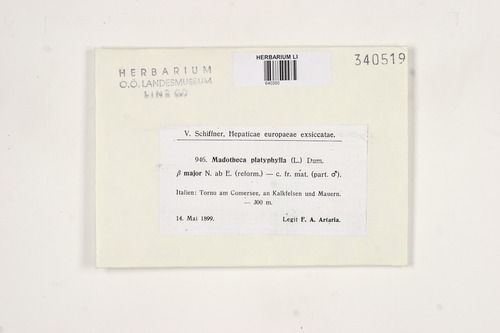 HERBARIUM
O.Ö. LANDESMUSEUM
LINZ
HERBARIUM LI
340519
V. Schiffner, Hepaticae europaeae exsiccatae.
946. Madotheca platyphylla (L.) Dum.
β major N. ab E. (reform.) — c. fr. mat. (part. ♂).
Italien: Torno am Comersee, an Kalkfelsen und Mauern.
— 300 m.
14. Mai 1899. Legit F. A. Artaria.